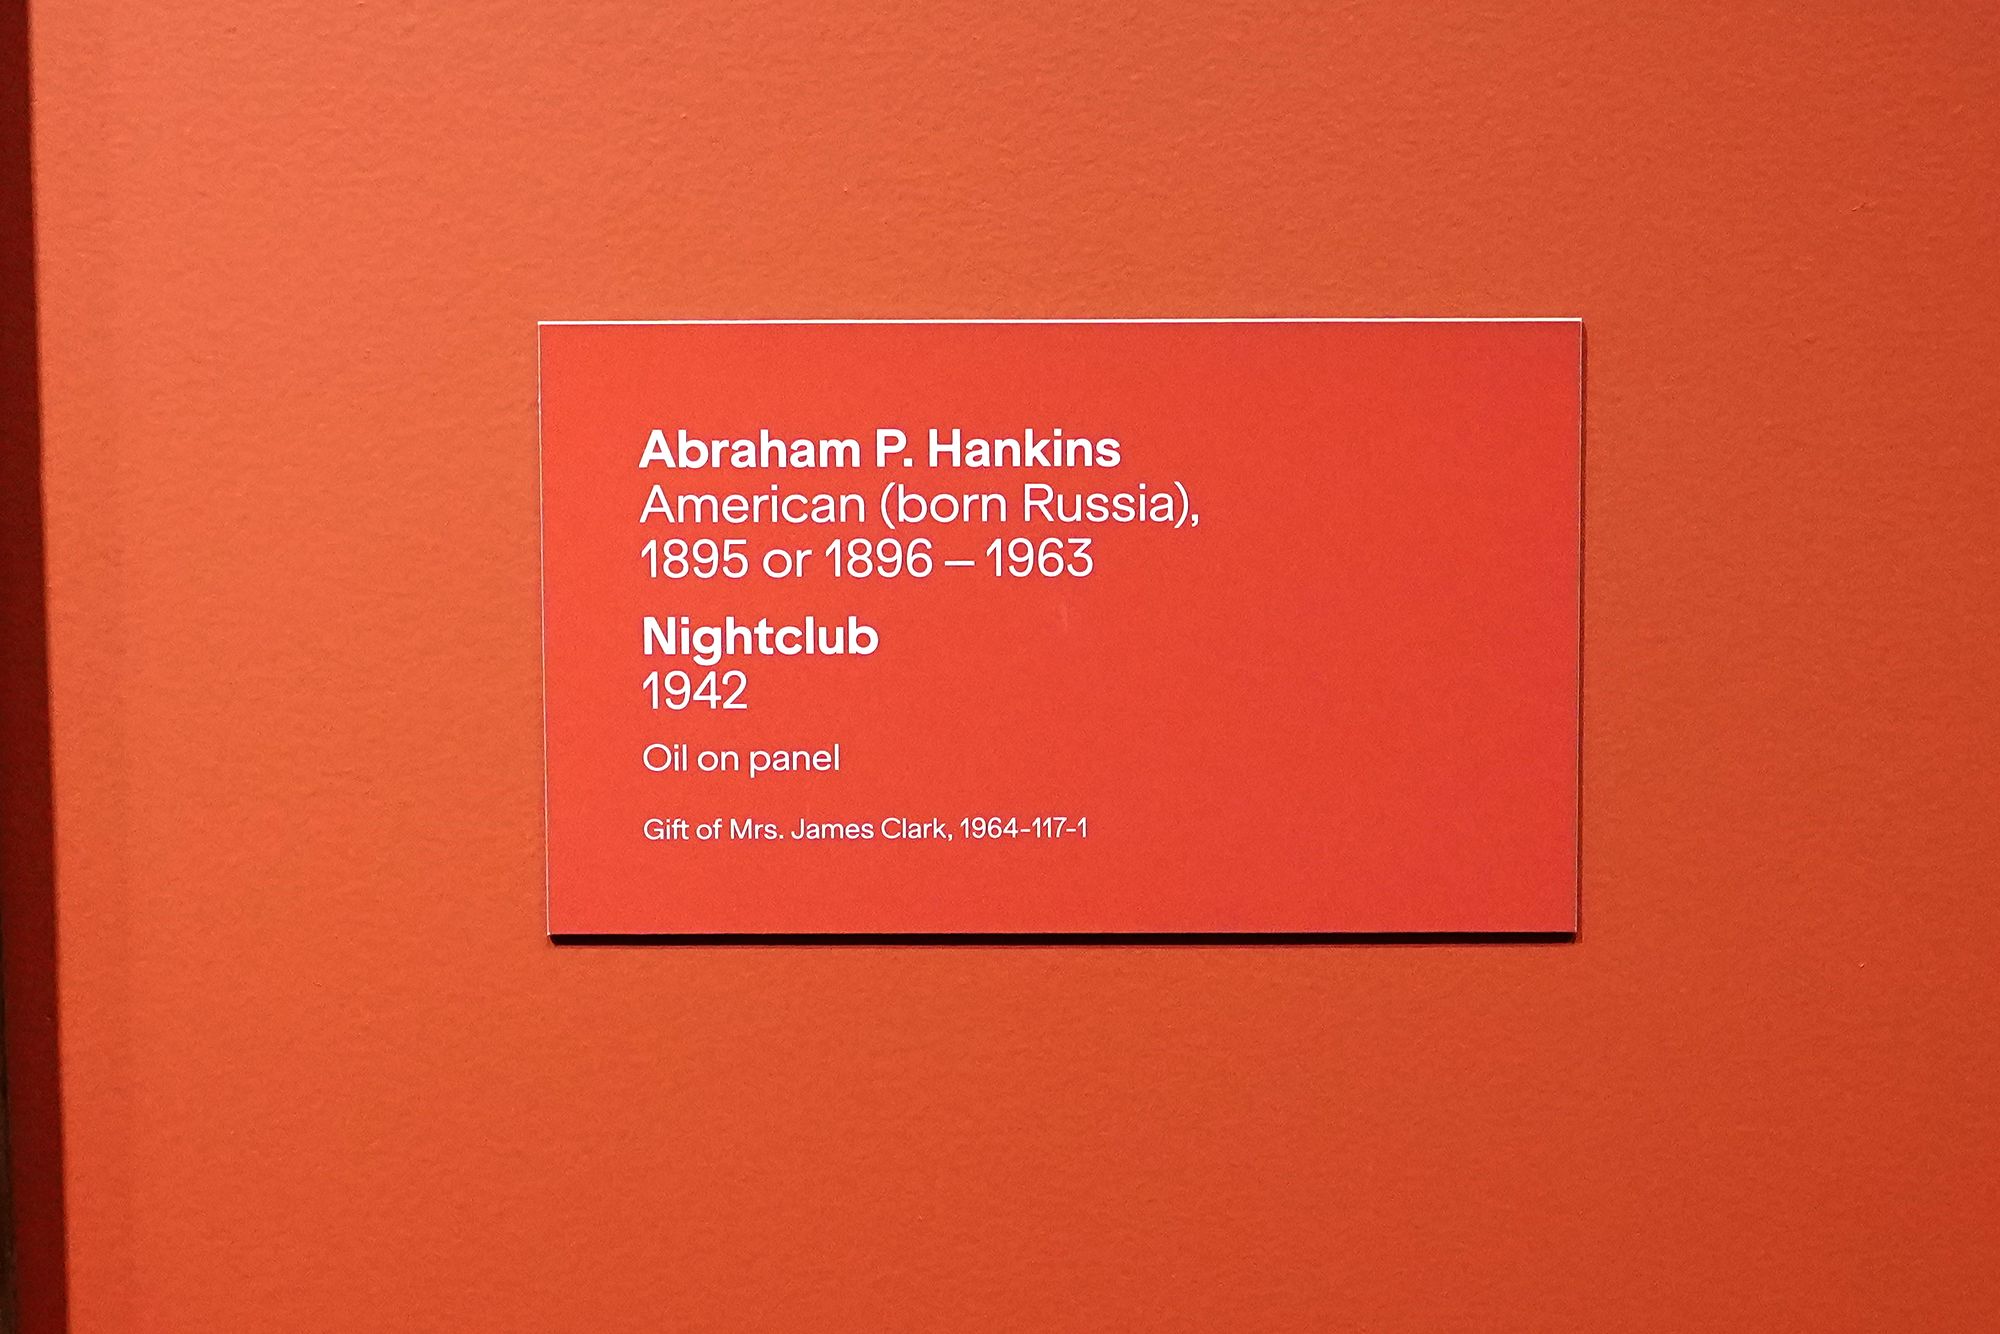 Abraham P. Hankins
American (born Russia),
1895 or 1896 – 1963
Nightclub
1942
Oil on panel
Gift of Mrs. James Clark, 1964-117-1